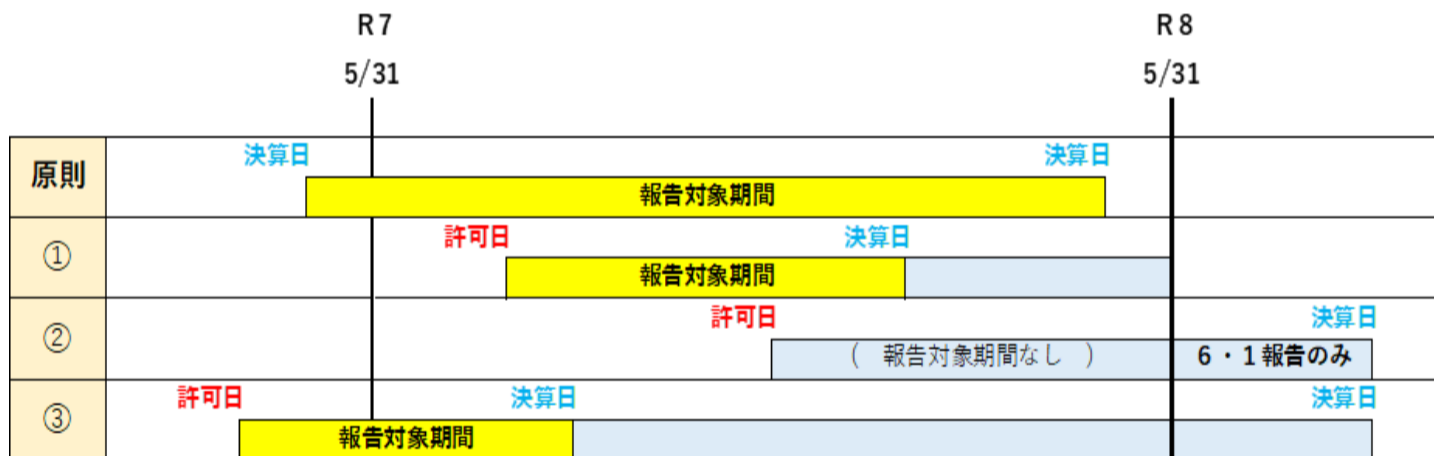 R7 R8
5/31 5/31
原則 決算日 決算日
報告対象期間
① 許可日 決算日
報告対象期間
② 許可日 決算日
( 報告対象期間なし ) 6・1報告のみ
③ 許可日 決算日 決算日
報告対象期間